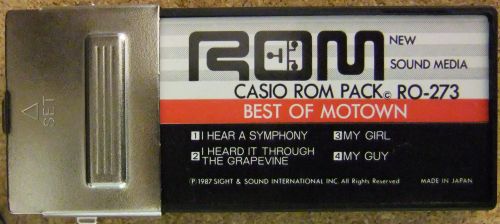 ROM
NEW
SOUND MEDIA
CASIO ROM PACK© RO-273
BEST OF MOTOWN
1 I HEAR A SYMPHONY
2 I HEARD IT THROUGH
THE GRAPEVINE
3 MY GIRL
4 MY GUY
Ⓟ1987 SIGHT & SOUND INTERNATIONAL INC. All Rights Reserved
MADE IN JAPAN
△ SET